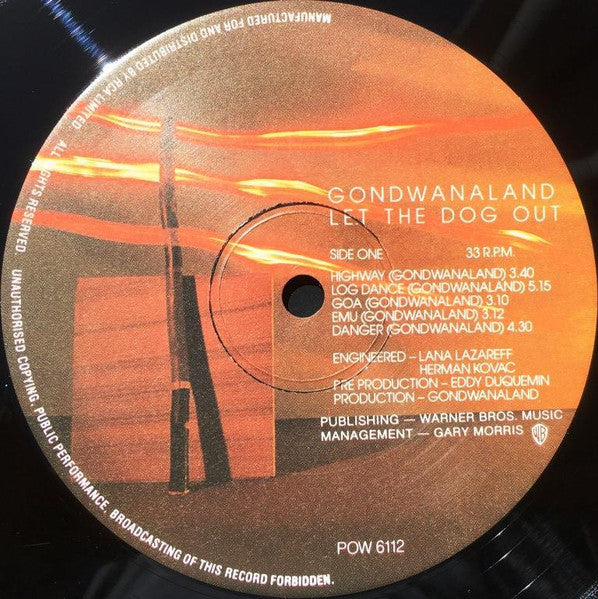 GONDWANALAND
LET THE DOG OUT
SIDE ONE 33 R.P.M.
HIGHWAY (GONDWANALAND) 3.40
LOG DANCE (GONDWANALAND) 5.15
GOA (GONDWANALAND) 3.10
EMU (GONDWANALAND) 3.12
DANGER (GONDWANALAND) 4.30
ENGINEERED – LANA LAZAREFF
HERMAN KOVAC
PRE PRODUCTION – EDDY DUQUEMIN
PRODUCTION – GONDWANALAND
PUBLISHING — WARNER BROS. MUSIC
MANAGEMENT — GARY MORRIS WB
POW 6112
MANUFACTURED FOR AND DISTRIBUTED BY RCA LIMITED. ALL RIGHTS RESERVED. UNAUTHORISED COPYING, PUBLIC PERFORMANCE, BROADCASTING OF THIS RECORD FORBIDDEN.